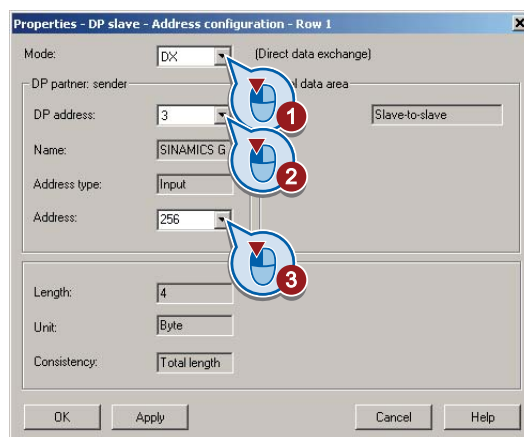 Properties - DP slave - Address configuration - Row 1
Mode: DX (Direct data exchange)
DP partner: sender data area
DP address: 3 Slave-to-slave
1
Name: SINAMICS G
2
Address type: Input
Address: 256
3
Length: 4
Unit: Byte
Consistency: Total length
OK Apply Cancel Help